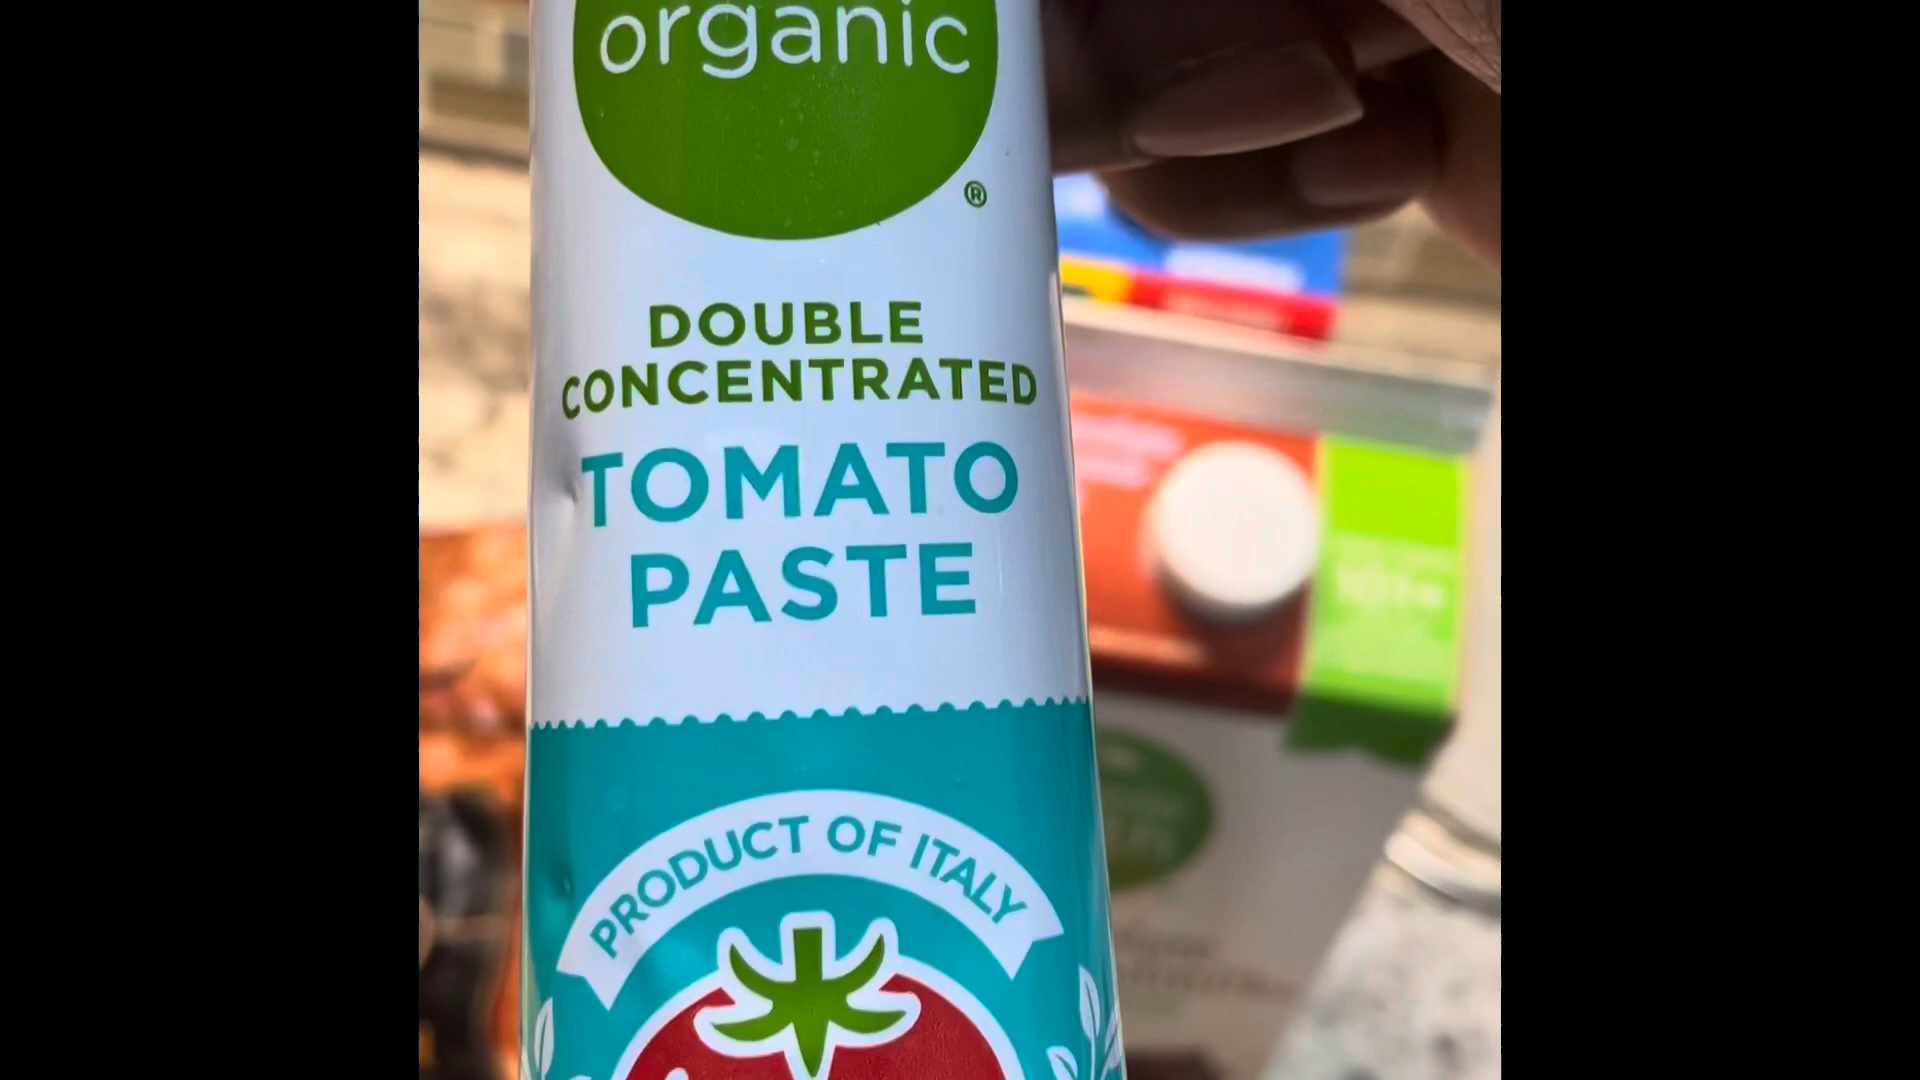 organic
®
DOUBLE
CONCENTRATED
TOMATO
PASTE
PRODUCT OF ITALY